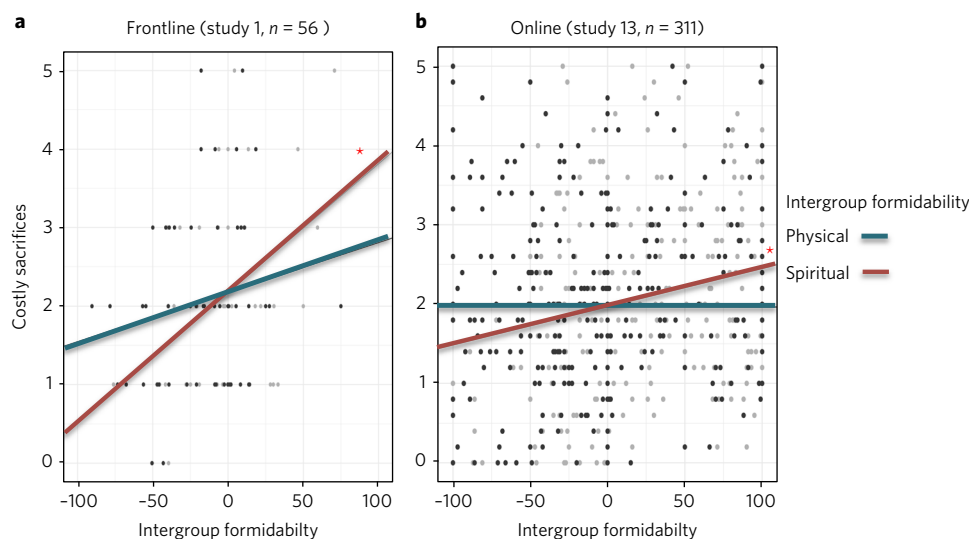 a
Frontline (study 1, n = 56 )
b
Online (study 13, n = 311)
Costly sacrifices
5
4
3
2
1
0
−100
−50
0
50
100
Intergroup formidabilty
5
4
3
2
1
0
−100
−50
0
50
100
Intergroup formidabilty
Intergroup formidability
Physical
Spiritual